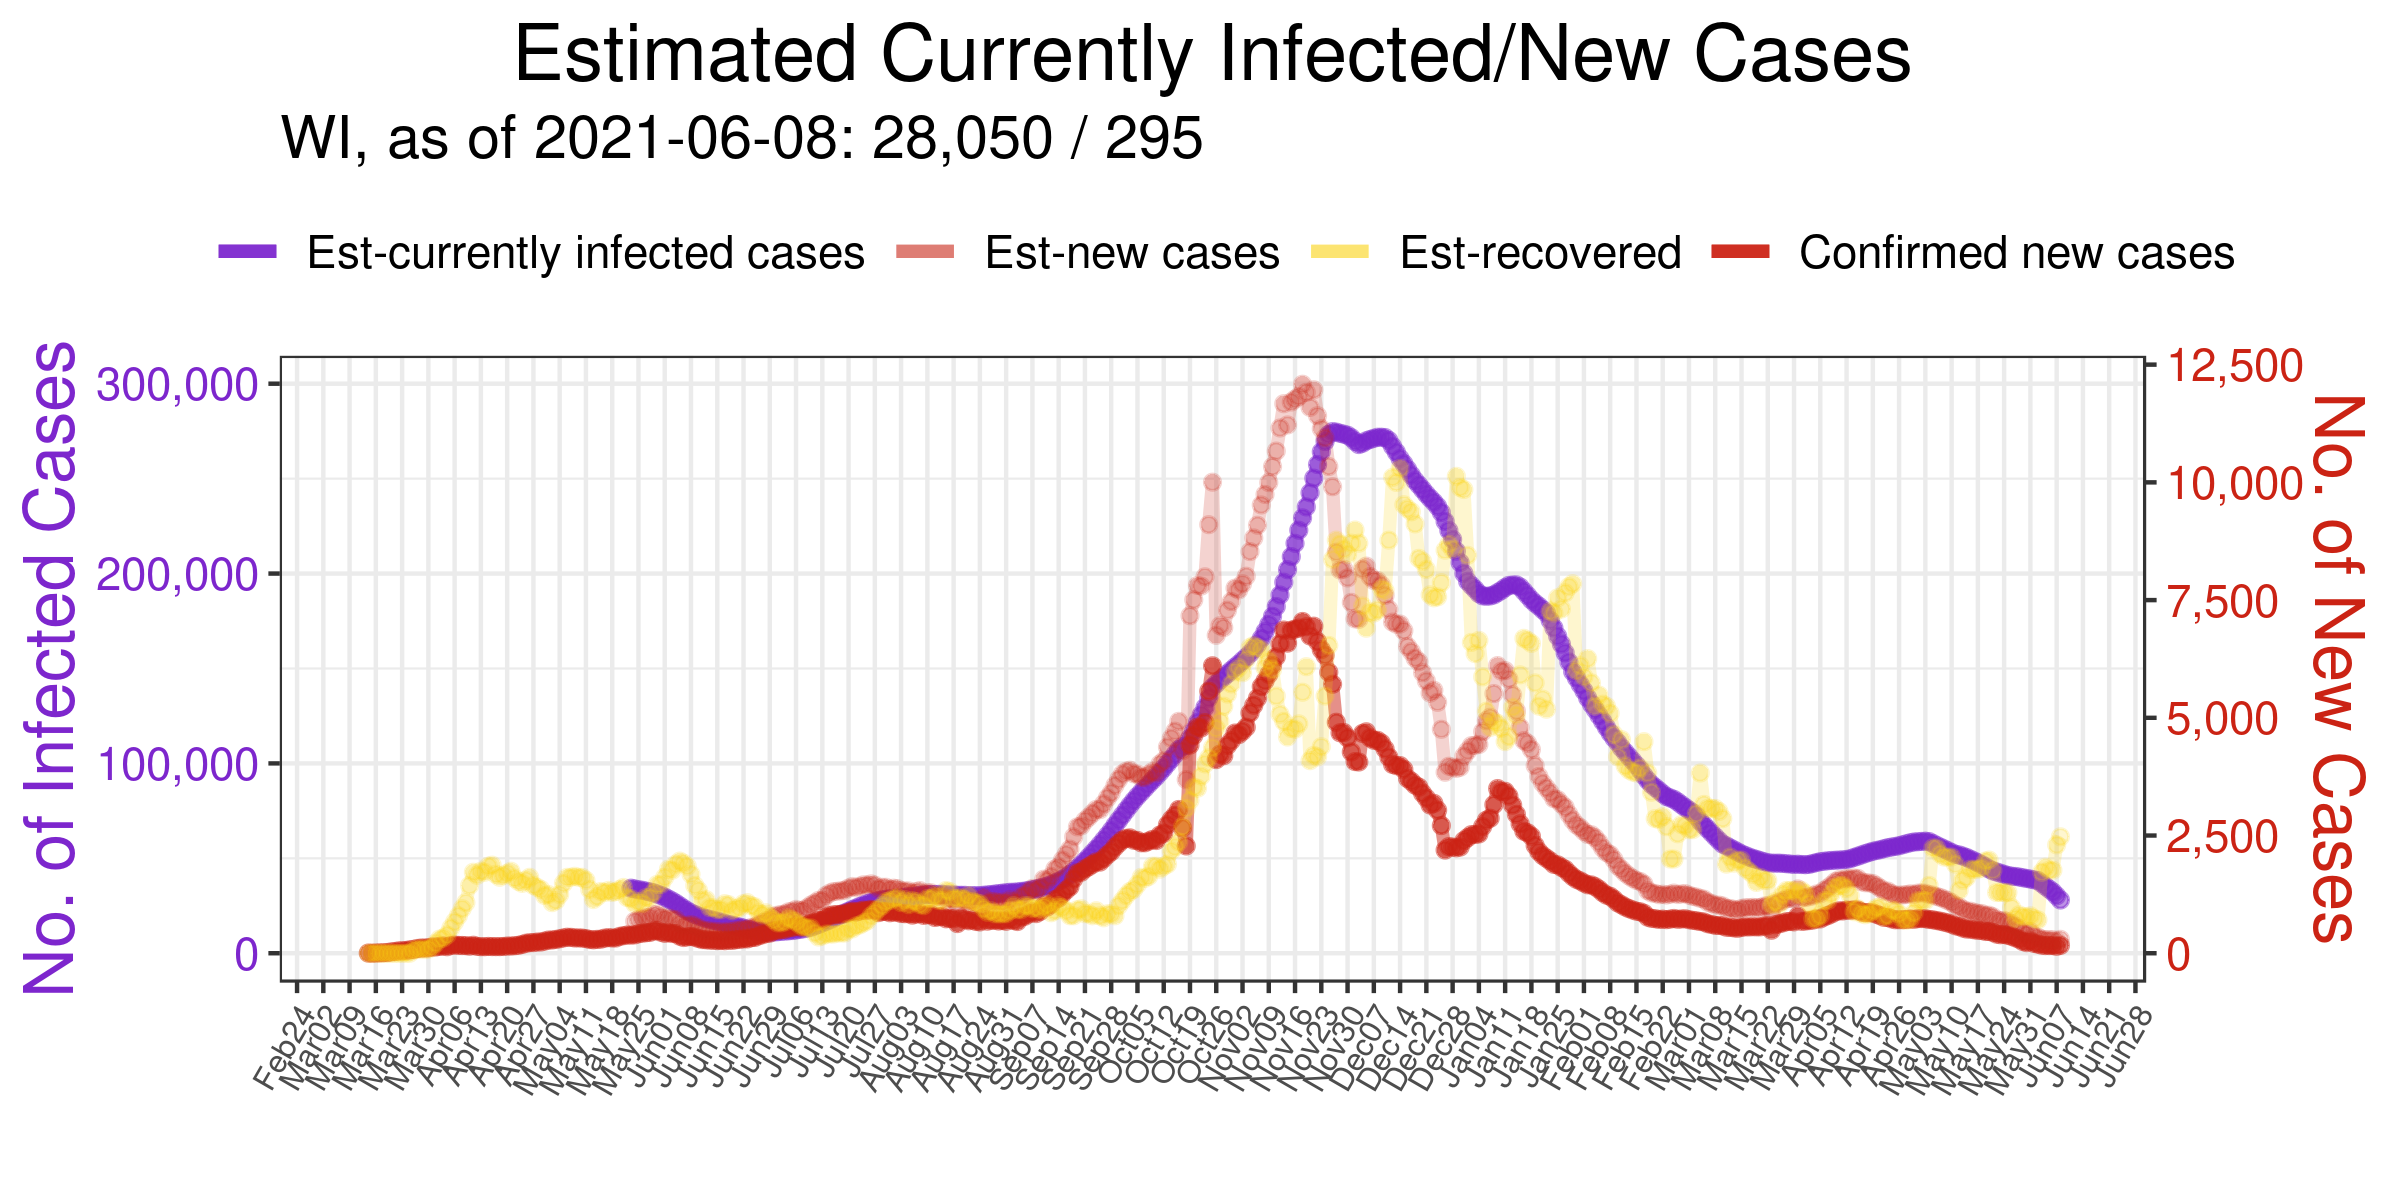 Estimated Currently Infected/New Cases
WI, as of 2021-06-08: 28,050 / 295
Est-currently infected cases Est-new cases Est-recovered Confirmed new cases
No. of Infected Cases
300,000
200,000
100,000
0
12,500
10,000
7,500
5,000
2,500
0
No. of New Cases
Feb24
Mar02
Mar09
Mar16
Mar23
Mar30
Apr06
Apr13
Apr20
Apr27
May04
May11
May18
May25
Jun01
Jun08
Jun15
Jun22
Jun29
Jul06
Jul13
Jul20
Jul27
Aug03
Aug10
Aug17
Aug24
Aug31
Sep07
Sep14
Sep21
Sep28
Oct05
Oct12
Oct19
Oct26
Nov02
Nov09
Nov16
Nov23
Nov30
Dec07
Dec14
Dec21
Dec28
Jan04
Jan11
Jan18
Jan25
Feb01
Feb08
Feb15
Feb22
Mar01
Mar08
Mar15
Mar22
Mar29
Apr05
Apr12
Apr19
Apr26
May03
May10
May17
May24
May31
Jun07
Jun14
Jun21
Jun28